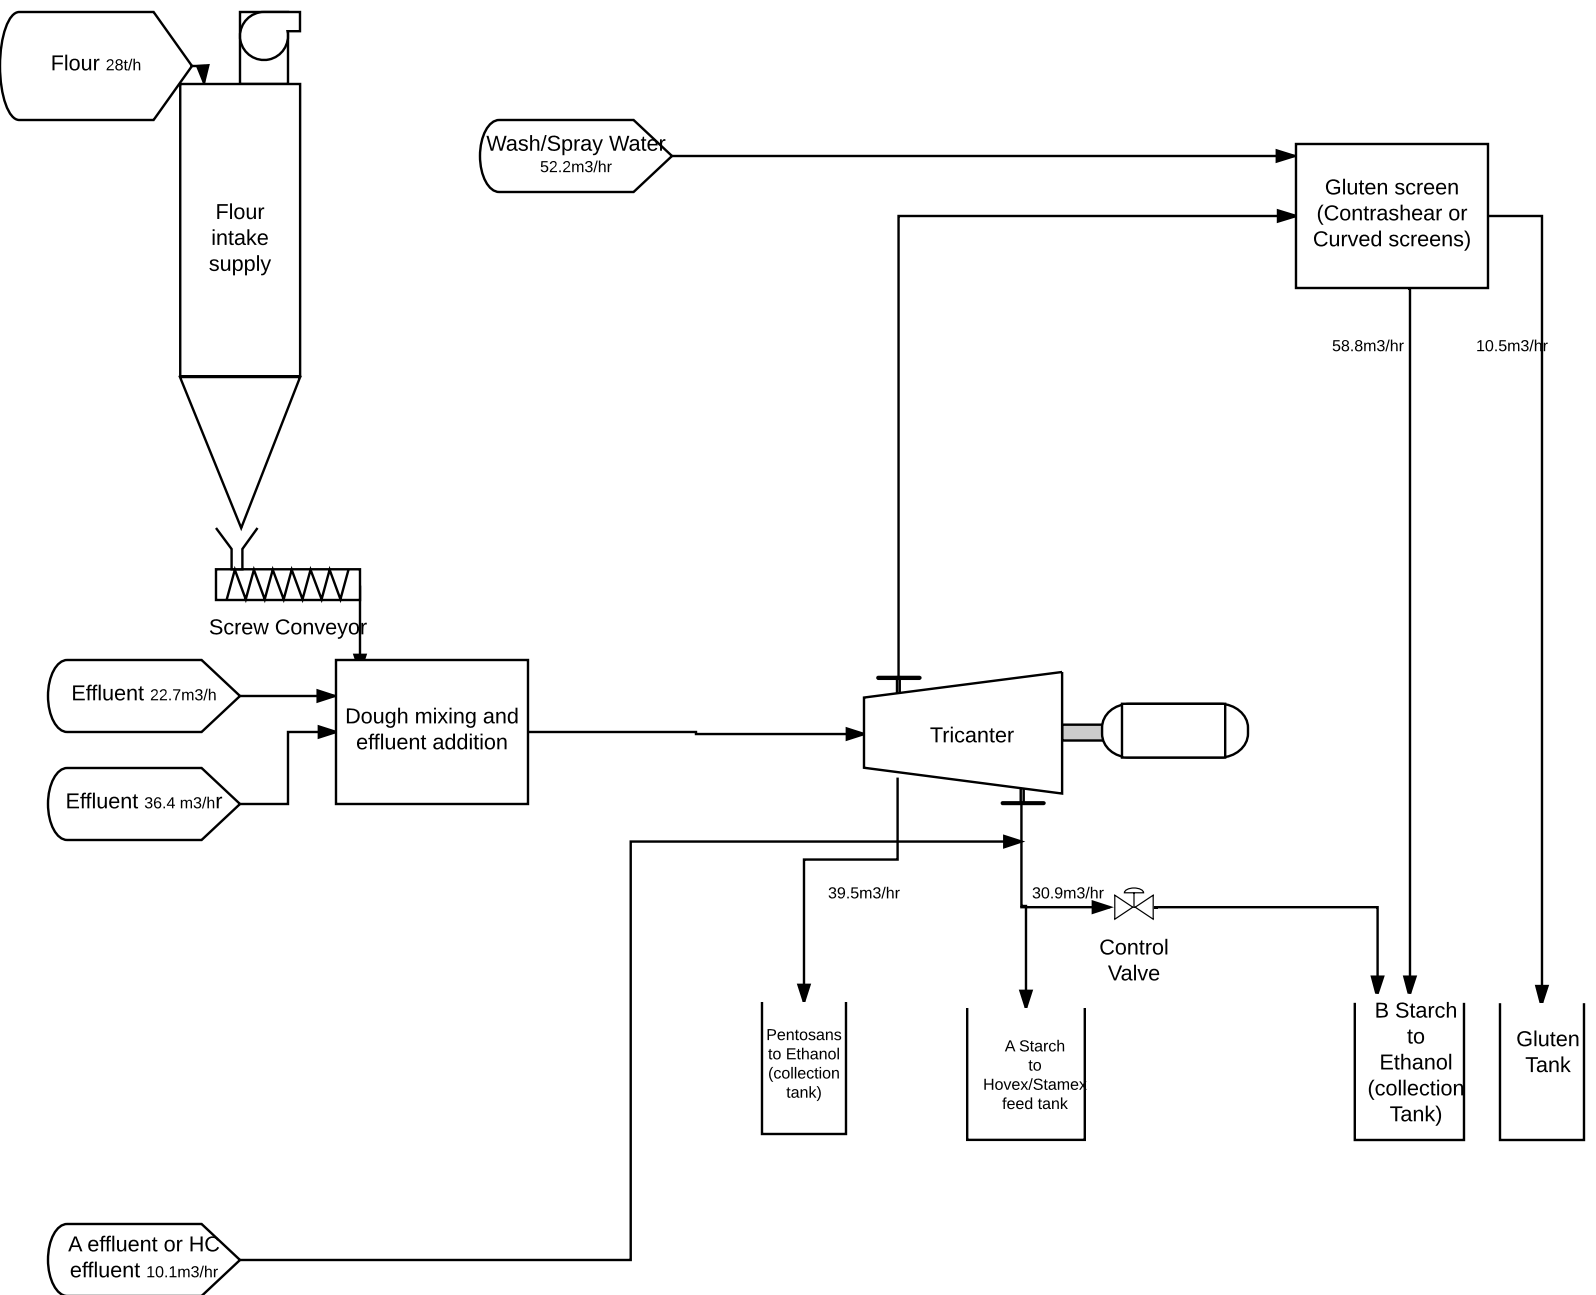 Flour 28t/h
Flour
intake
supply
Wash/Spray Water
52.2m3/hr
Gluten screen
(Contrashear or
Curved screens)
58.8m3/hr
10.5m3/hr
Screw Conveyor
Effluent 22.7m3/h
Dough mixing and
effluent addition
Effluent 36.4 m3/hr
Tricanter
39.5m3/hr
30.9m3/hr
Control
Valve
Pentosans
to Ethanol
(collection
tank)
A Starch
to
Hovex/Stamex
feed tank
B Starch
to
Ethanol
(collection
Tank)
Gluten
Tank
A effluent or HC
effluent 10.1m3/hr